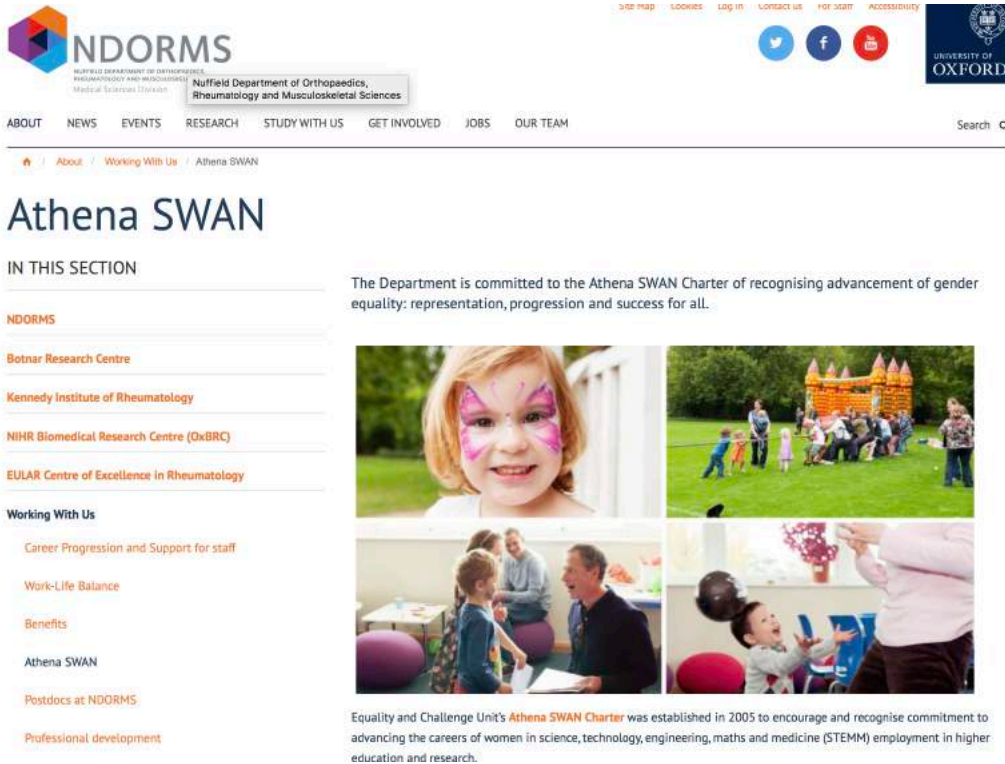 Site Map Cookies Log in Contact us For Staff Accessibility
NDORMS
NUFFIELD DEPARTMENT OF ORTHOPAEDICS,
RHEUMATOLOGY AND MUSCULOSKELETAL
Medical Sciences Division
Nuffield Department of Orthopaedics,
Rheumatology and Musculoskeletal Sciences
UNIVERSITY OF
OXFORD
ABOUT NEWS EVENTS RESEARCH STUDY WITH US GET INVOLVED JOBS OUR TEAM
Search
/ About / Working With Us / Athena SWAN
Athena SWAN
IN THIS SECTION
NDORMS
Botnar Research Centre
Kennedy Institute of Rheumatology
NIHR Biomedical Research Centre (OxBRC)
EULAR Centre of Excellence in Rheumatology
Working With Us
Career Progression and Support for staff
Work-Life Balance
Benefits
Athena SWAN
Postdocs at NDORMS
Professional development
The Department is committed to the Athena SWAN Charter of recognising advancement of gender
equality: representation, progression and success for all.
Equality and Challenge Unit's Athena SWAN Charter was established in 2005 to encourage and recognise commitment to
advancing the careers of women in science, technology, engineering, maths and medicine (STEMM) employment in higher
education and research.